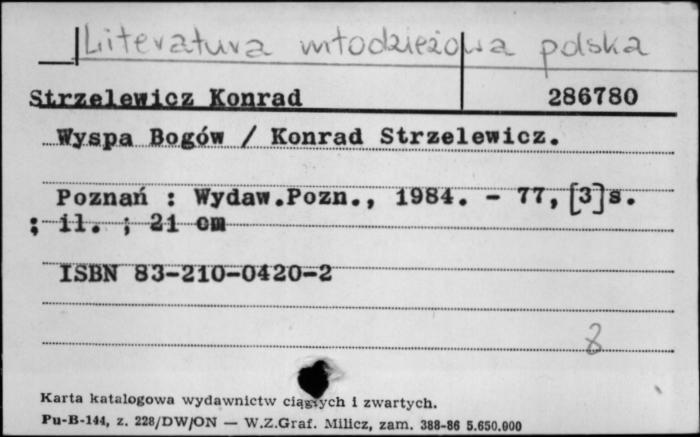 Literatura młodzieżowa polska
Strzelewicz Konrad 286780
Wyspa Bogów / Konrad Strzelewicz.
Poznań : Wydaw.Pozn., 1984. - 77, [3]s.
: il. ; 21 cm
ISBN 83-210-0420-2
8
Karta katalogowa wydawnictw ciągłych i zwartych.
Pu-B-144, z. 228/DW/ON — W.Z.Graf. Milicz, zam. 388-86 5.650.000